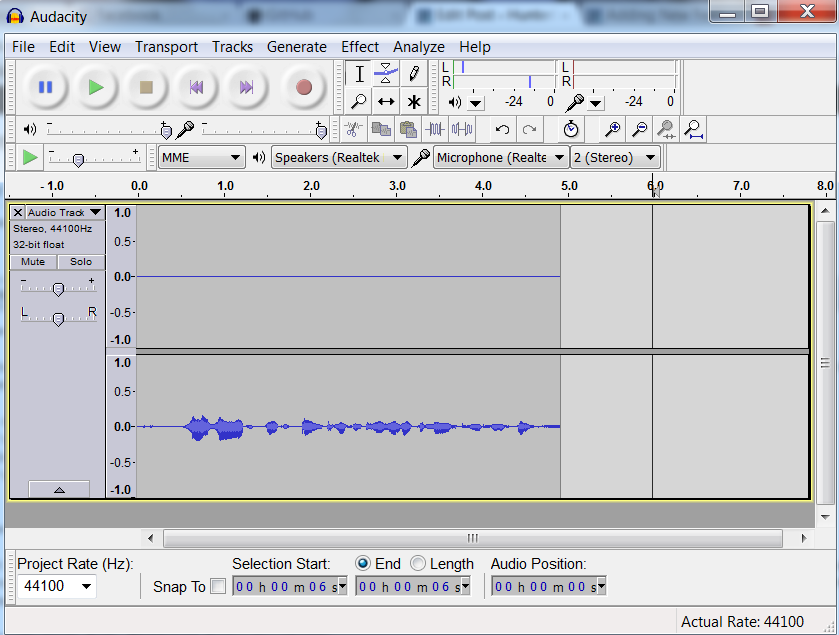 Audacity
File Edit View Transport Tracks Generate Effect Analyze Help
L
R
-24 0
L
R
-24 0
MME Speakers (Realtek Microphone (Realte 2 (Stereo)
- 1.0 0.0 1.0 2.0 3.0 4.0 5.0 6.0 7.0 8.0
Audio Track
Stereo, 44100Hz
32-bit float
Mute Solo
- +
L R
1.0
0.5-
0.0-
-0.5-
-1.0
1.0
0.5-
0.0-
-0.5-
-1.0
Project Rate (Hz): Selection Start: End Length Audio Position:
44100 Snap To 00 h 00 m 06 s 00 h 00 m 06 s 00 h 00 m 00 s
Actual Rate: 44100